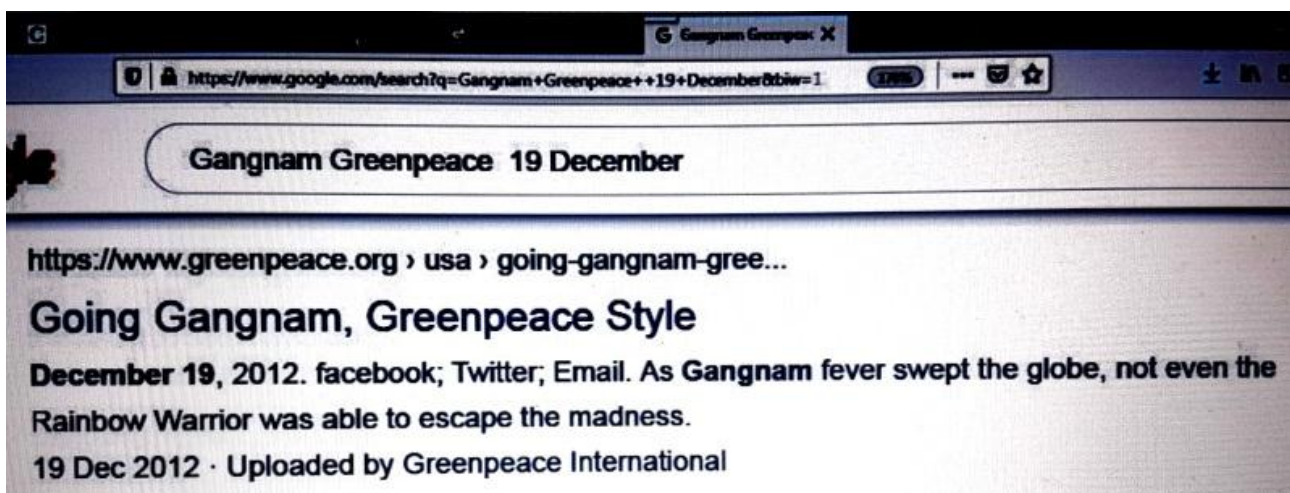 G Gangnam Greenpeac
https://www.google.com/search?q=Gangnam+Greenpeace++19+December&biw=1
gle
Gangnam Greenpeace 19 December
https://www.greenpeace.org › usa › going-gangnam-gree...
Going Gangnam, Greenpeace Style
December 19, 2012. facebook; Twitter; Email. As Gangnam fever swept the globe, not even the
Rainbow Warrior was able to escape the madness.
19 Dec 2012 · Uploaded by Greenpeace International